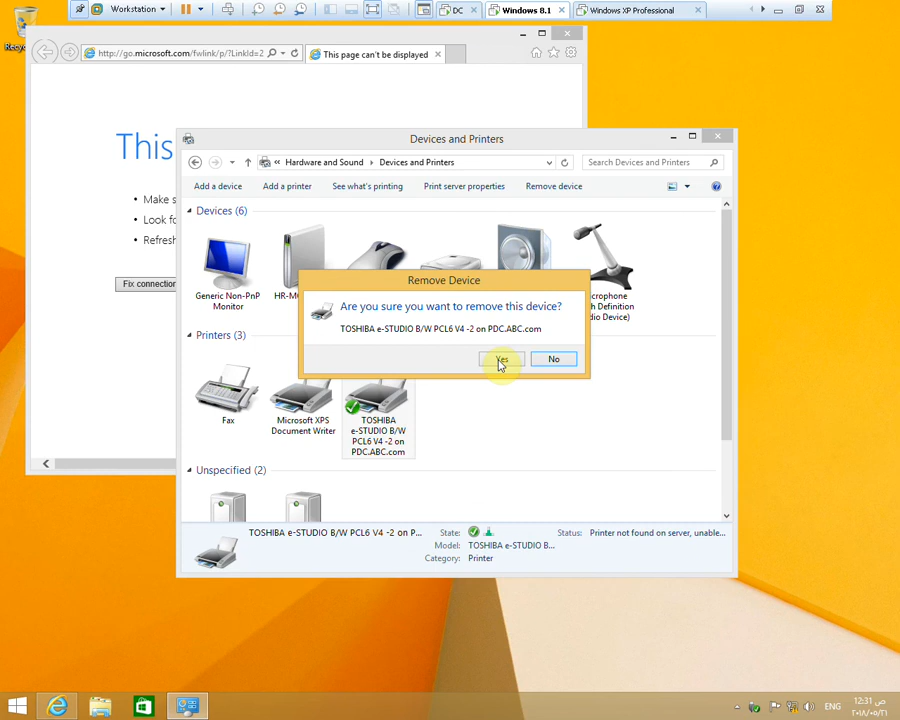 Workstation
DC
Windows 8.1
Windows XP Professional
http://go.microsoft.com/fwlink/p/?LinkId=2
This page can't be displayed
This
• Make s
• Look fo
• Refresh
Fix connection
Devices and Printers
Hardware and Sound
Devices and Printers
Search Devices and Printers
Add a device
Add a printer
See what's printing
Print server properties
Remove device
Devices (6)
Generic Non-PnP
Monitor
Printers (3)
Remove Device
Are you sure you want to remove this device?
TOSHIBA e-STUDIO B/W PCL6 V4 -2 on PDC.ABC.com
Yes
No
Fax
Microsoft XPS
Document Writer
TOSHIBA
e-STUDIO B/W
PCL6 V4 -2 on
PDC.ABC.com
Unspecified (2)
TOSHIBA e-STUDIO B/W PCL6 V4 -2 on P...
State:
Status:
Printer not found on server, unable...
Model:
TOSHIBA e-STUDIO B...
Category:
Printer
ENG
12:31 ص